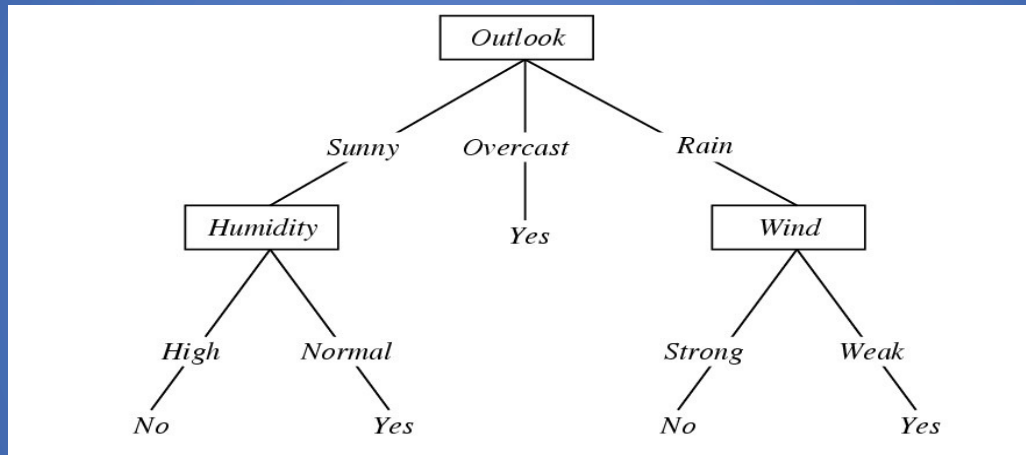 Outlook
Sunny Overcast Rain
Humidity Yes Wind
High Normal Strong Weak
No Yes No Yes